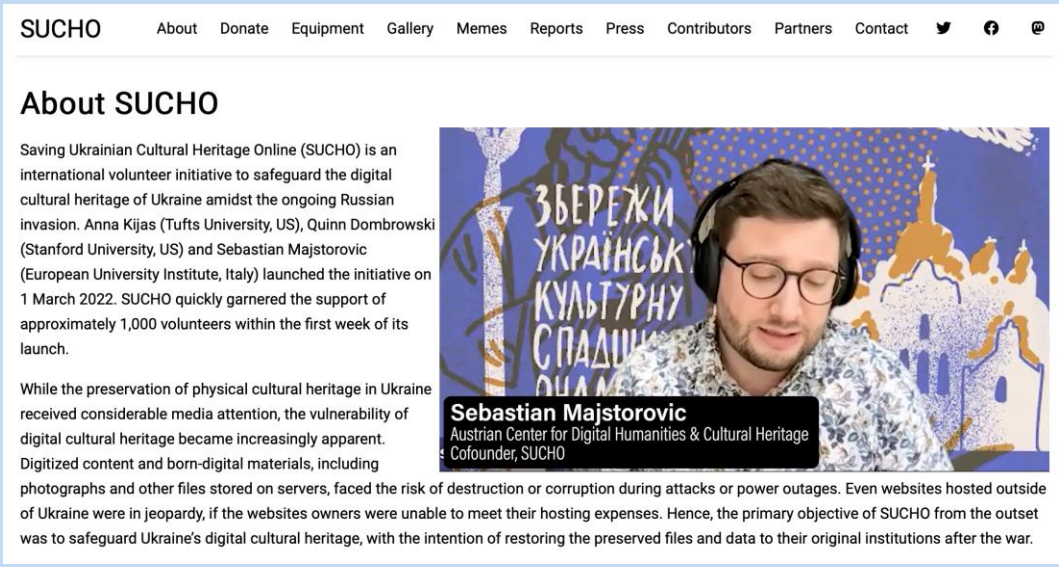 SUCHO About Donate Equipment Gallery Memes Reports Press Contributors Partners Contact
About SUCHO
Saving Ukrainian Cultural Heritage Online (SUCHO) is an
international volunteer initiative to safeguard the digital
cultural heritage of Ukraine amidst the ongoing Russian
invasion. Anna Kijas (Tufts University, US), Quinn Dombrowski
(Stanford University, US) and Sebastian Majstorovic
(European University Institute, Italy) launched the initiative on
1 March 2022. SUCHO quickly garnered the support of
approximately 1,000 volunteers within the first week of its
launch.
While the preservation of physical cultural heritage in Ukraine
received considerable media attention, the vulnerability of
digital cultural heritage became increasingly apparent.
Digitized content and born-digital materials, including
photographs and other files stored on servers, faced the risk of destruction or corruption during attacks or power outages. Even websites hosted outside
of Ukraine were in jeopardy, if the websites owners were unable to meet their hosting expenses. Hence, the primary objective of SUCHO from the outset
was to safeguard Ukraine's digital cultural heritage, with the intention of restoring the preserved files and data to their original institutions after the war.
ЗБЕРЕЖИ
УКРАЇНСЬК
КУЛЬТУРНУ
Sebastian Majstorovic
Austrian Center for Digital Humanities & Cultural Heritage
Cofounder, SUCHO